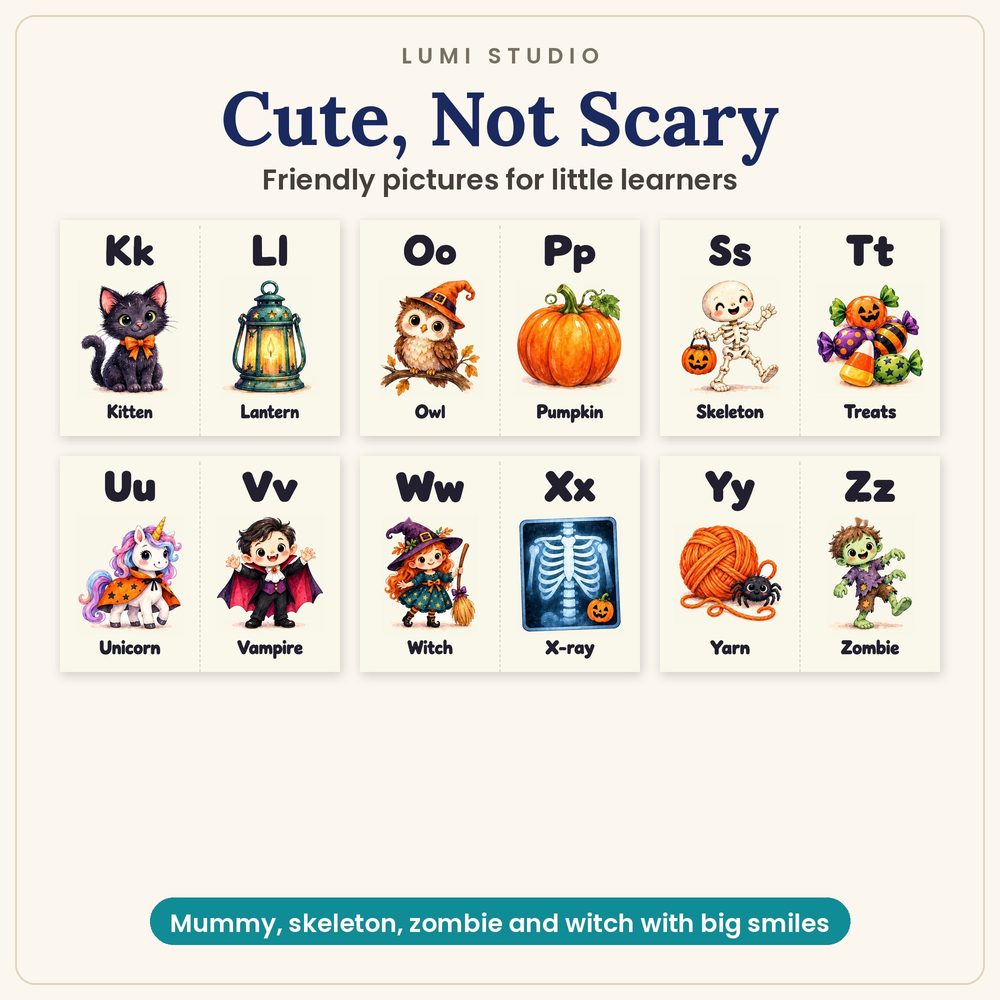 LUMI STUDIO
Cute, Not Scary
Friendly pictures for little learners
Kk
Ll
Oo
Pp
Ss
Tt
Kitten
Lantern
Owl
Pumpkin
Skeleton
Treats
Uu
Vv
Ww
Xx
Yy
Zz
Unicorn
Vampire
Witch
X-ray
Yarn
Zombie
Mummy, skeleton, zombie and witch with big smiles